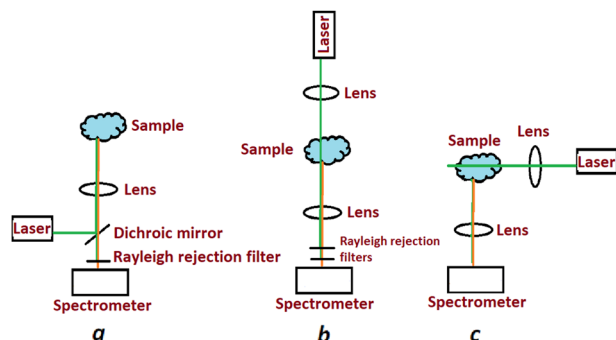 Sample
Lens
Laser
Dichroic mirror
Rayleigh rejection filter
Spectrometer
a
Laser
Lens
Sample
Lens
Rayleigh rejection
filters
Spectrometer
b
Sample
Lens
Laser
Lens
Spectrometer
c